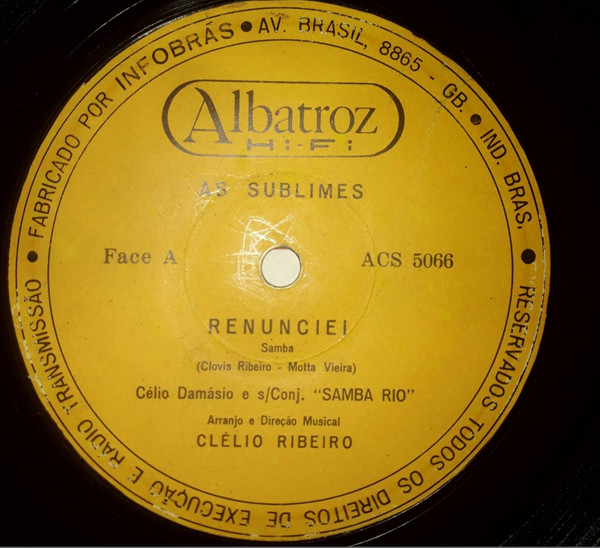 FABRICADO POR INFOBRÁS • AV. BRASIL, 8865 - GB. • IND. BRAS. • RESERVADOS TODOS OS DIREITOS DE EXECUÇÃO E RÁDIO TRANSMISSÃO •
Albatroz
Hi-Fi
AS SUBLIMES
Face A
ACS 5066
RENUNCIEI
Samba
(Clovis Ribeiro - Motta Vieira)
Célio Damásio e s/Conj. "SAMBA RIO"
Arranjo e Direção Musical
CLÉLIO RIBEIRO